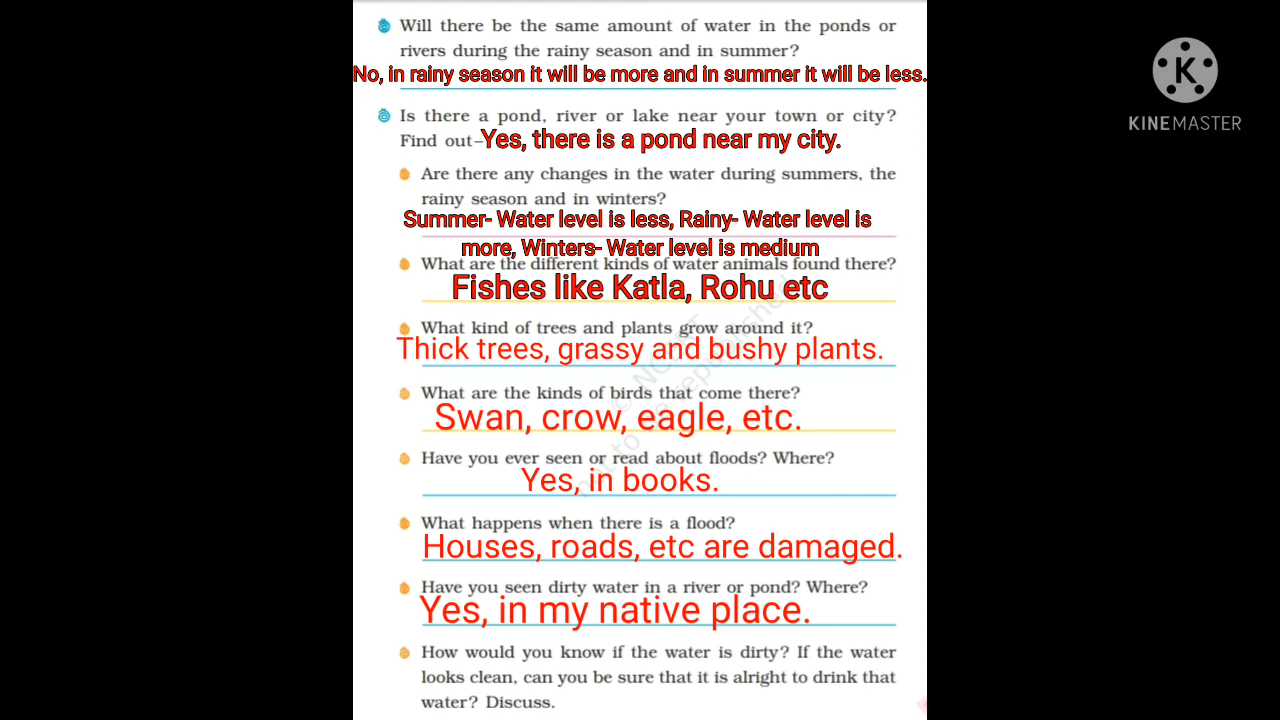 Will there be the same amount of water in the ponds or
rivers during the rainy season and in summer?
No, in rainy season it will be more and in summer it will be less.
Is there a pond, river or lake near your town or city?
Find out–Yes, there is a pond near my city.
Are there any changes in the water during summers, the
rainy season and in winters?
Summer- Water level is less, Rainy- Water level is
more, Winters- Water level is medium
What are the different kinds of water animals found there?
Fishes like Katla, Rohu etc
What kind of trees and plants grow around it?
Thick trees, grassy and bushy plants.
What are the kinds of birds that come there?
Swan, crow, eagle, etc.
Have you ever seen or read about floods? Where?
Yes, in books.
What happens when there is a flood?
Houses, roads, etc are damaged.
Have you seen dirty water in a river or pond? Where?
Yes, in my native place.
How would you know if the water is dirty? If the water
looks clean, can you be sure that it is alright to drink that
water? Discuss.
K
KINEMASTER